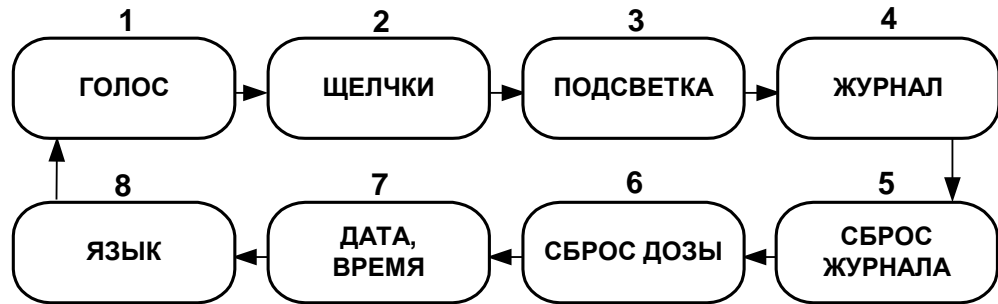 1 2 3 4
ГОЛОС ЩЕЛЧКИ ПОДСВЕТКА ЖУРНАЛ
8 7 6 5
ЯЗЫК ДАТА, ВРЕМЯ СБРОС ДОЗЫ СБРОС ЖУРНАЛА